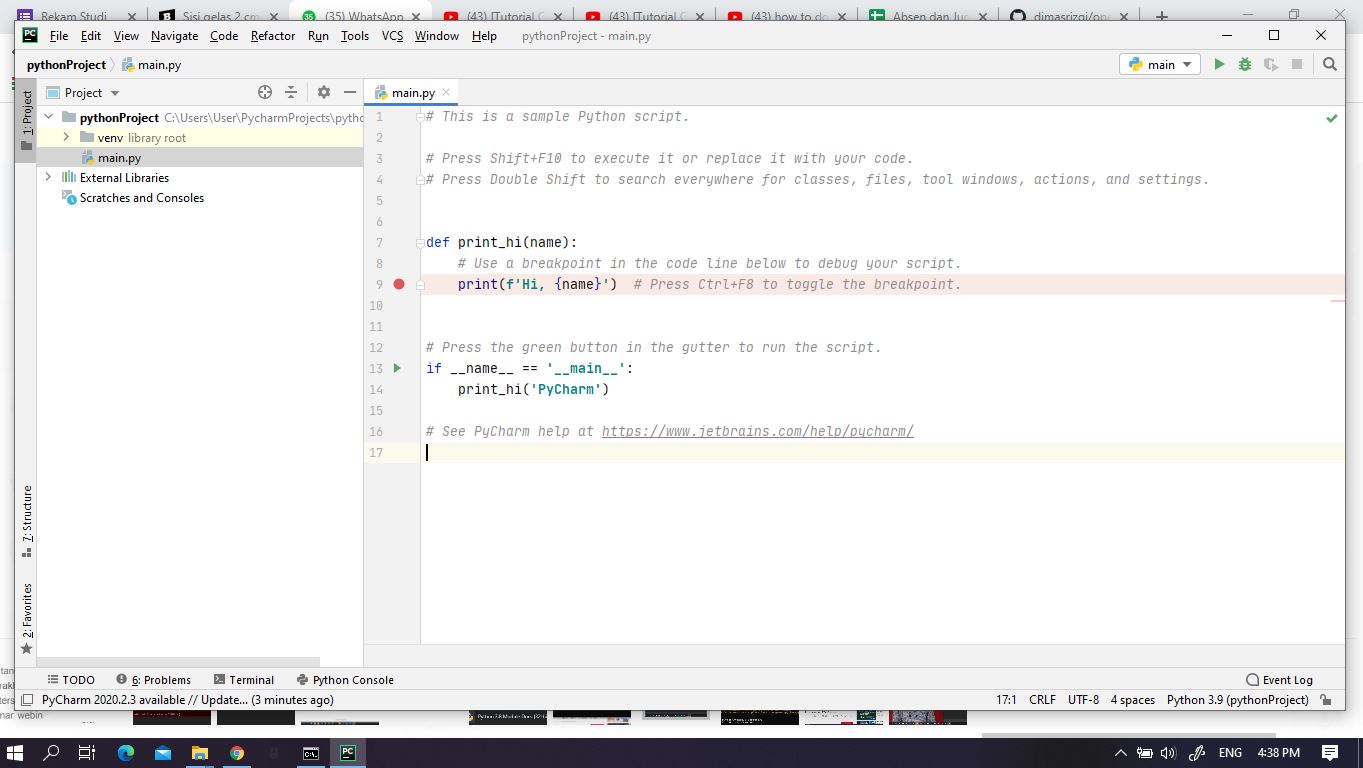 Rekam Studi
Sisi gelas 2 cm
(35) WhatsApp
(43) [Tutorial C
(43) [Tutorial C
(43) how to do
Absen dan Jur
dimasrizqi/ope
PC File Edit View Navigate Code Refactor Run Tools VCS Window Help pythonProject - main.py
pythonProject main.py main
1: Project
Project main.py
pythonProject C:\Users\User\PycharmProjects\pytho
venv library root
main.py
External Libraries
Scratches and Consoles
1 # This is a sample Python script.
2
3 # Press Shift+F10 to execute it or replace it with your code.
4 # Press Double Shift to search everywhere for classes, files, tool windows, actions, and settings.
5
6
7 def print_hi(name):
8 # Use a breakpoint in the code line below to debug your script.
9 print(f'Hi, {name}') # Press Ctrl+F8 to toggle the breakpoint.
10
11
12 # Press the green button in the gutter to run the script.
13 if __name__ == '__main__':
14 print_hi('PyCharm')
15
16 # See PyCharm help at https://www.jetbrains.com/help/pycharm/
17
7: Structure
2: Favorites
TODO 6: Problems Terminal Python Console Event Log
PyCharm 2020.2.3 available // Update... (3 minutes ago) 17:1 CRLF UTF-8 4 spaces Python 3.9 (pythonProject)
nar webin
ENG 4:38 PM